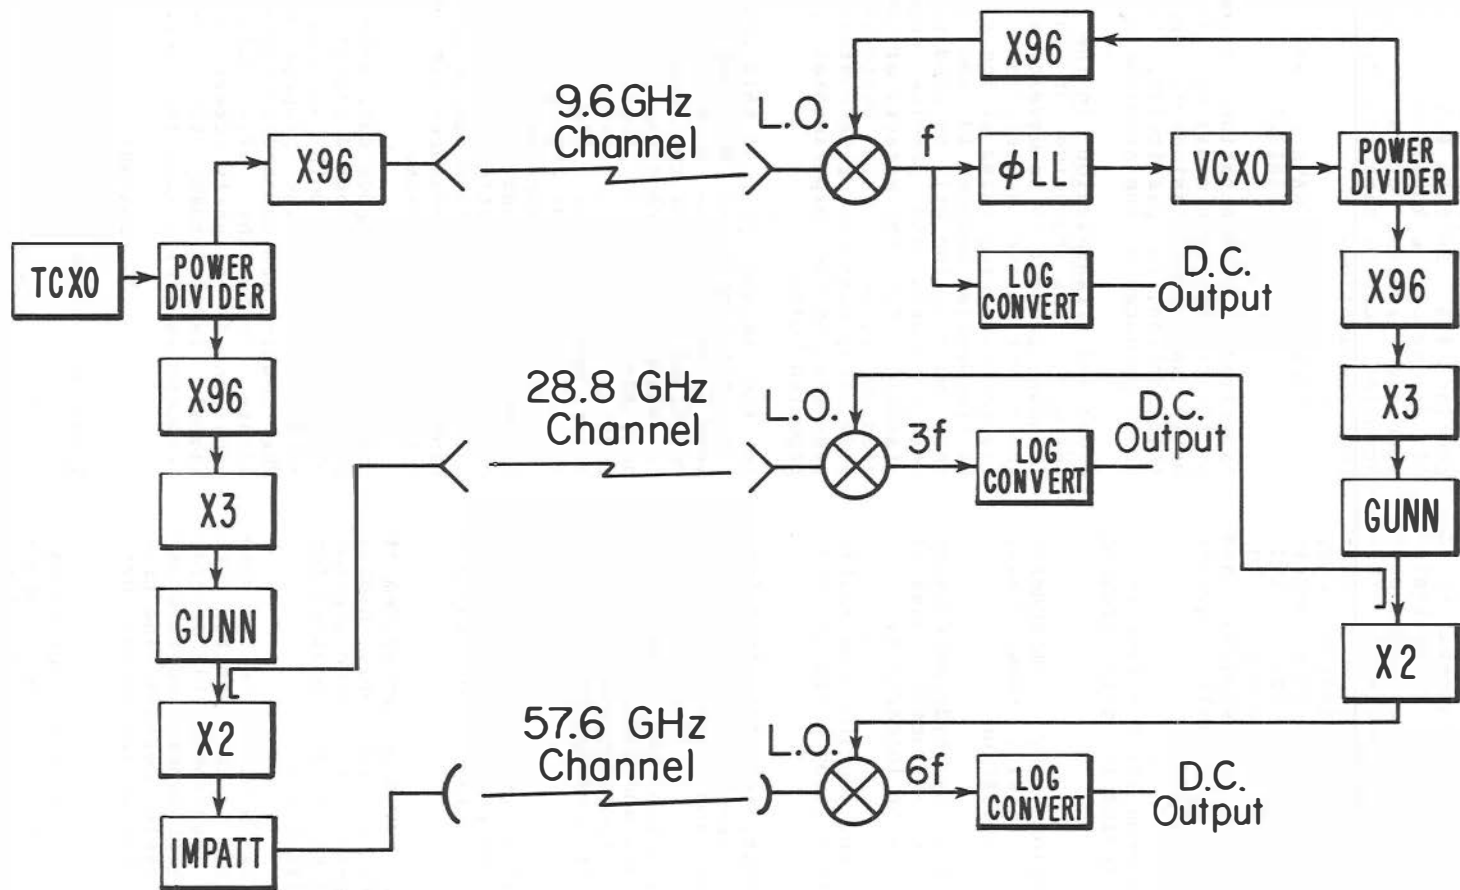 X96
9.6 GHz
Channel
L.O.
f
X96
ϕLL
VCXO
POWER
DIVIDER
TCXO
POWER
DIVIDER
LOG
CONVERT
D.C.
Output
X96
X96
28.8 GHz
Channel
L.O.
3f
LOG
CONVERT
D.C.
Output
X3
X3
GUNN
GUNN
X2
X2
57.6 GHz
Channel
L.O.
6f
LOG
CONVERT
D.C.
Output
IMPATT